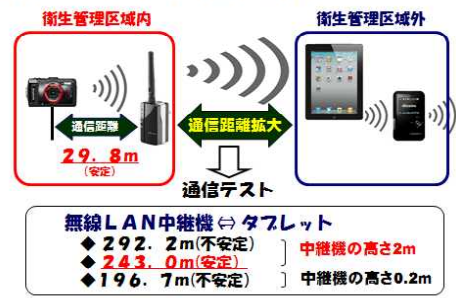 衛生管理区域内
衛生管理区域外
通信距離
通信距離拡大
29．8m
(安定)
通信テスト
無線ＬＡＮ中継機⇔タブレット
◆292．2m(不安定)
◆243．0m(安定)
中継機の高さ2m
◆196．7m(不安定)
中継機の高さ0.2m